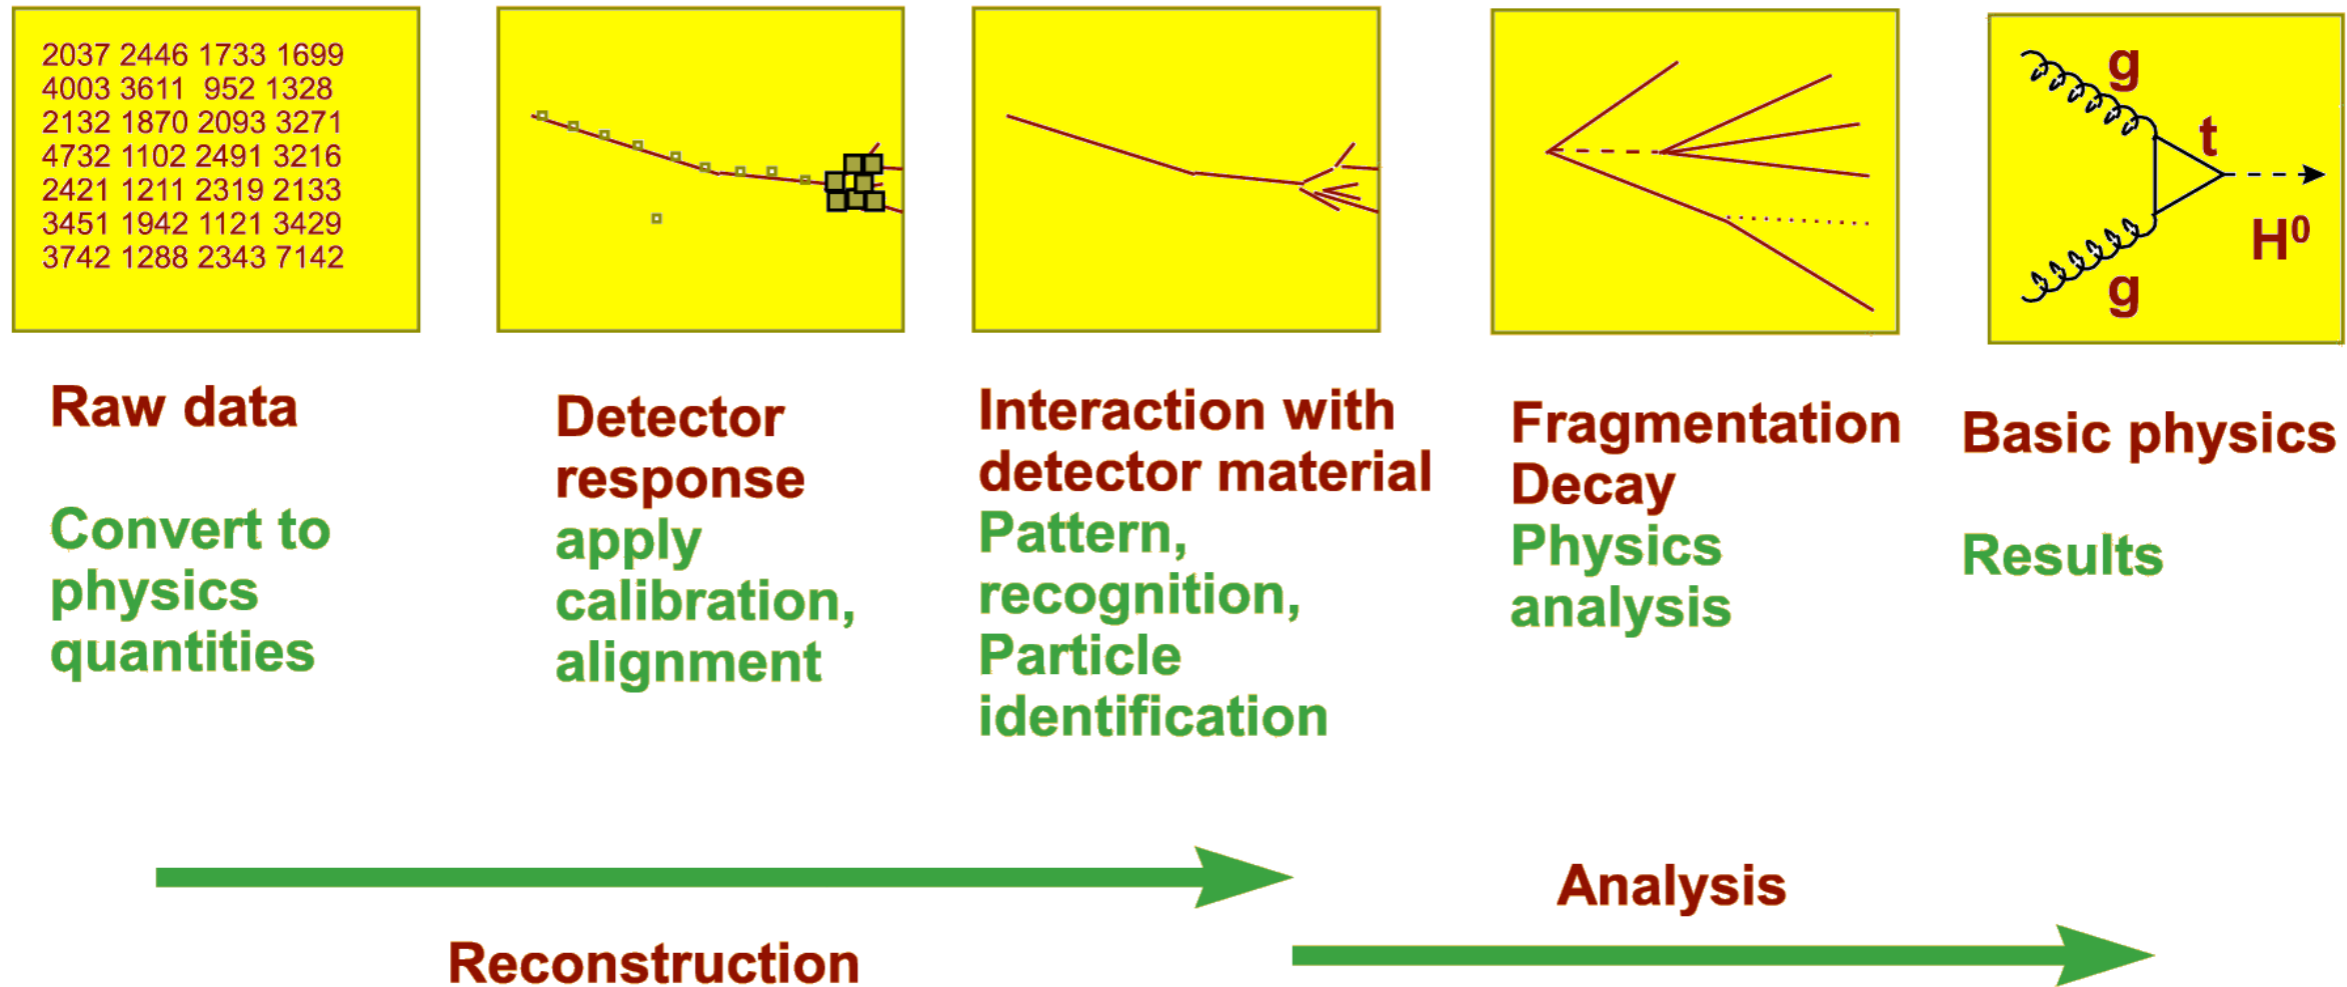 2037 2446 1733 1699
4003 3611 952 1328
2132 1870 2093 3271
4732 1102 2491 3216
2421 1211 2319 2133
3451 1942 1121 3429
3742 1288 2343 7142
g
t
H⁰
g
Raw data
Convert to
physics
quantities
Detector
response
apply
calibration,
alignment
Interaction with
detector material
Pattern,
recognition,
Particle
identification
Fragmentation
Decay
Physics
analysis
Basic physics
Results
Reconstruction
Analysis